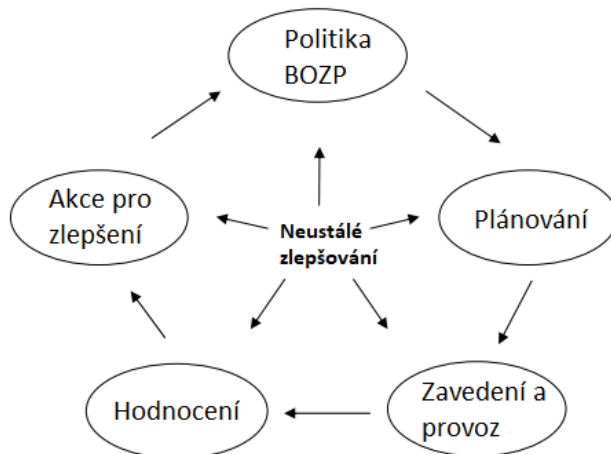 Politika
BOZP
Akce pro
zlepšení
Neustálé
zlepšování
Plánování
Hodnocení
Zavedení a
provoz